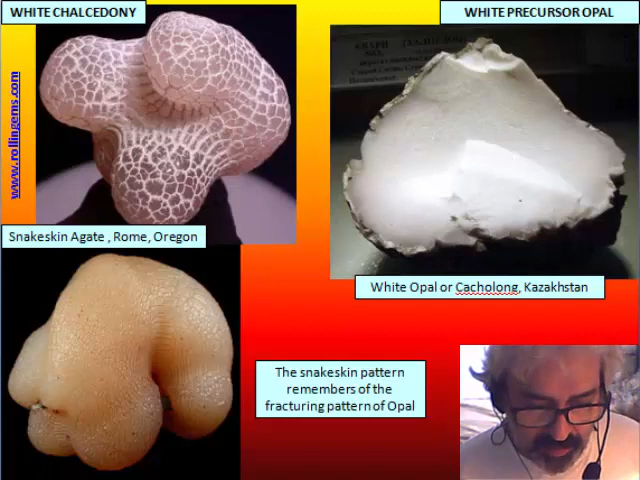 WHITE CHALCEDONY
WHITE PRECURSOR OPAL
www.rollingems.com
Snakeskin Agate , Rome, Oregon
White Opal or Cacholong, Kazakhstan
The snakeskin pattern
remembers of the
fracturing pattern of Opal